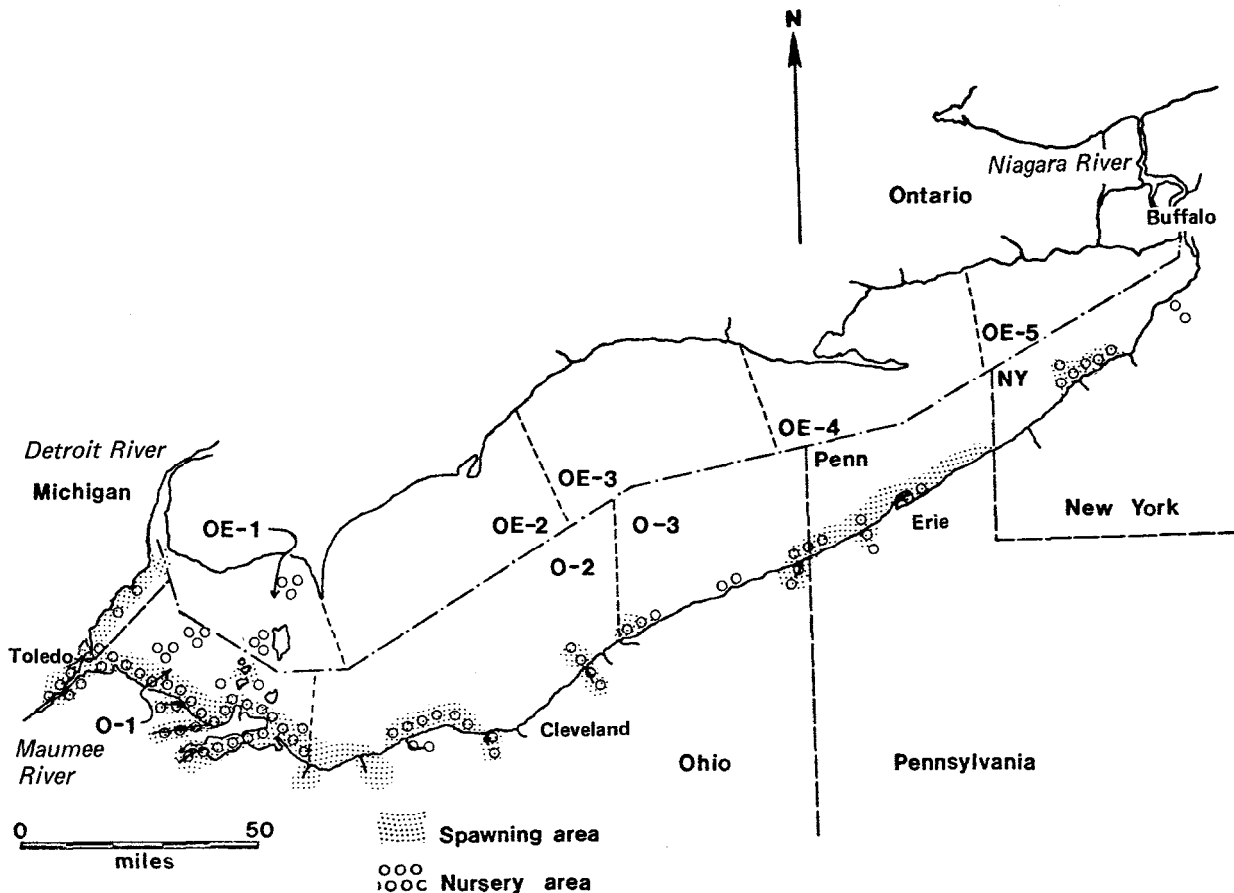 N
Niagara River
Ontario
Buffalo
OE-5
NY
Detroit River
Michigan
OE-4
Penn
OE-3
OE-1
OE-2
O-3
O-2
Erie
New York
Toledo
O-1
Maumee
River
Cleveland
Ohio
Pennsylvania
0 50
miles
Spawning area
Nursery area